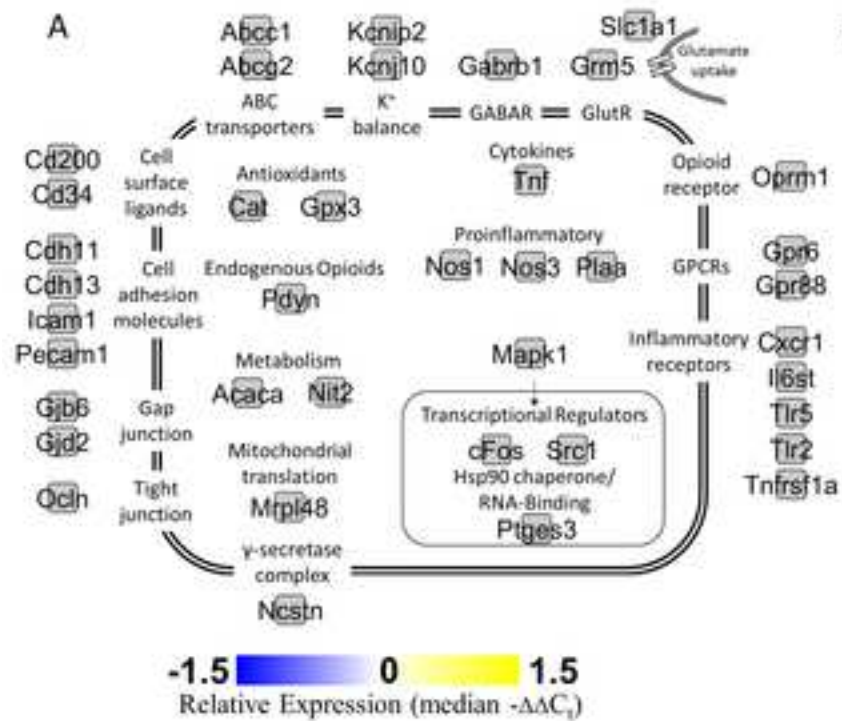 A
Abcc1 Kcnip2 Slc1a1
Abcg2 Kcnj10 Gabrb1 Grm5 Glutamate uptake
ABC transporters
K+ balance
GABAR
GlutR
Cd200
Cd34
Cell surface ligands
Antioxidants
Cat Gpx3
Cytokines
Tnf
Opioid receptor
Oprm1
Cdh11
Cdh13
Icam1
Pecam1
Cell adhesion molecules
Endogenous Opioids
Pdyn
Proinflammatory
Nos1 Nos3 Plaa
GPCRs
Gpr6
Gpr88
Metabolism
Acaca Nit2
Mapk1
Inflammatory receptors
Cxcr1
Il6st
Tlr5
Tlr2
Tnfrsf1a
Gjb6
Gjd2
Gap junction
Transcriptional Regulators
cFos Src1
Hsp90 chaperone/
RNA-Binding
Ptges3
Ocln
Tight junction
Mitochondrial translation
Mrpl48
γ-secretase complex
Ncstn
-1.5 0 1.5
Relative Expression (median -ΔΔCt)